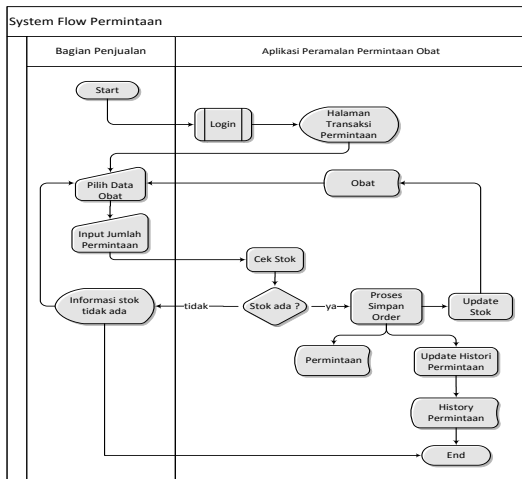 System Flow Permintaan
Bagian Penjualan
Aplikasi Peramalan Permintaan Obat
Start
Login
Halaman
Transaksi
Permintaan
Pilih Data
Obat
Obat
Input Jumlah
Permintaan
Cek Stok
Informasi stok
tidak ada
tidak
Stok ada ?
ya
Proses
Simpan
Order
Update
Stok
Permintaan
Update Histori
Permintaan
History
Permintaan
End